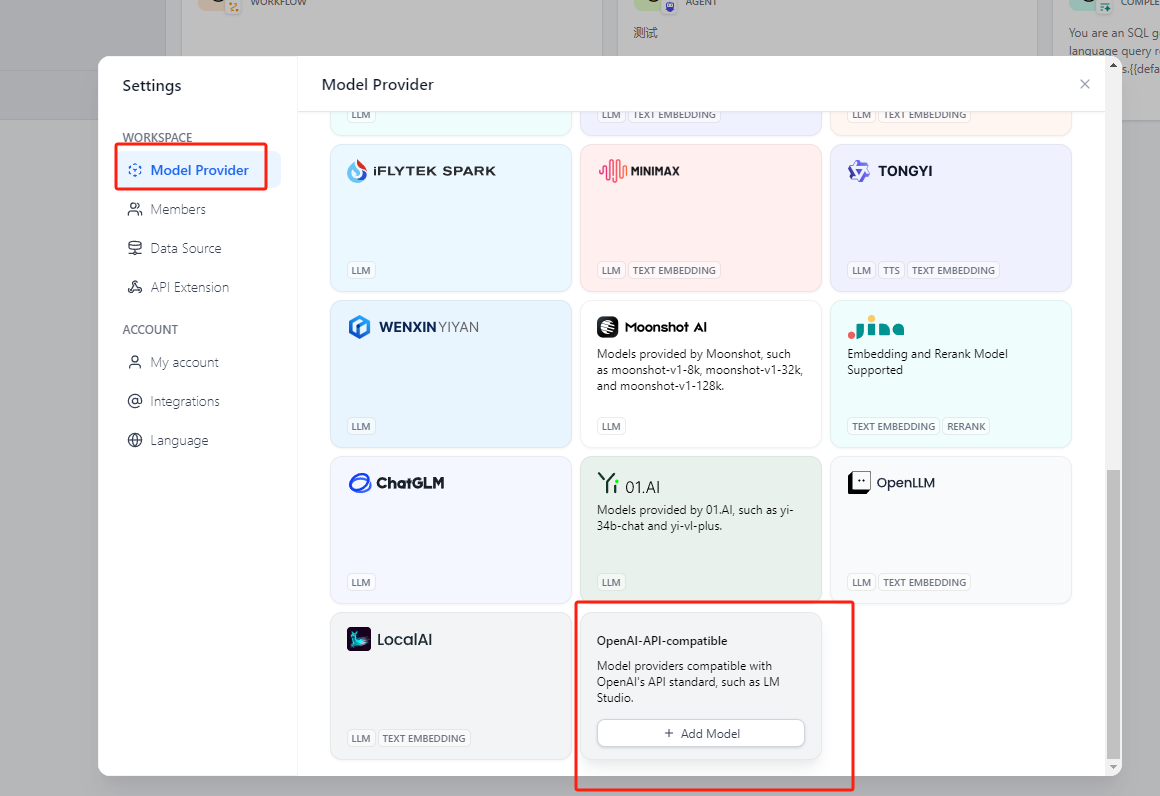 WORKFLOW
AGENT
测试
You are an SQL g
language query r
s.{{defa
Settings
Model Provider
WORKSPACE
Model Provider
Members
Data Source
API Extension
ACCOUNT
My account
Integrations
Language
LLM
LLM TEXT EMBEDDING
LLM TEXT EMBEDDING
iFLYTEK SPARK
LLM
MINIMAX
LLM TEXT EMBEDDING
TONGYI
LLM TTS TEXT EMBEDDING
WENXIN YIYAN
LLM
Moonshot AI
Models provided by Moonshot, such
as moonshot-v1-8k, moonshot-v1-32k,
and moonshot-v1-128k.
LLM
jina
Embedding and Rerank Model
Supported
TEXT EMBEDDING RERANK
ChatGLM
LLM
Yi 01.AI
Models provided by 01.AI, such as yi-
34b-chat and yi-vl-plus.
LLM
OpenLLM
LLM TEXT EMBEDDING
LocalAI
LLM TEXT EMBEDDING
OpenAI-API-compatible
Model providers compatible with
OpenAI's API standard, such as LM
Studio.
+ Add Model